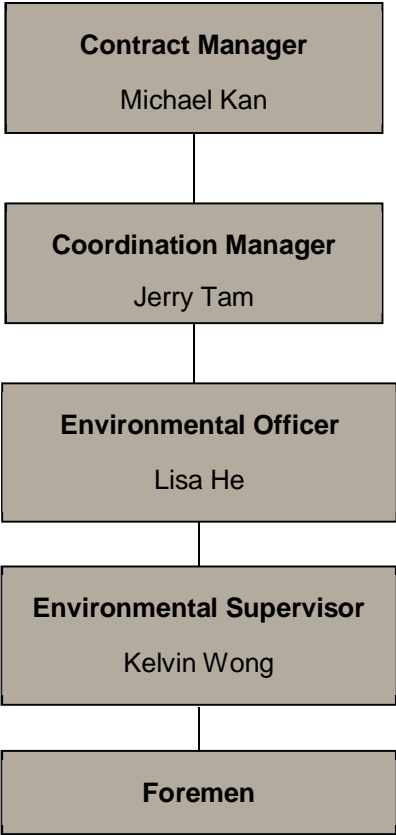 Contract Manager
Michael Kan
Coordination Manager
Jerry Tam
Environmental Officer
Lisa He
Environmental Supervisor
Kelvin Wong
Foremen